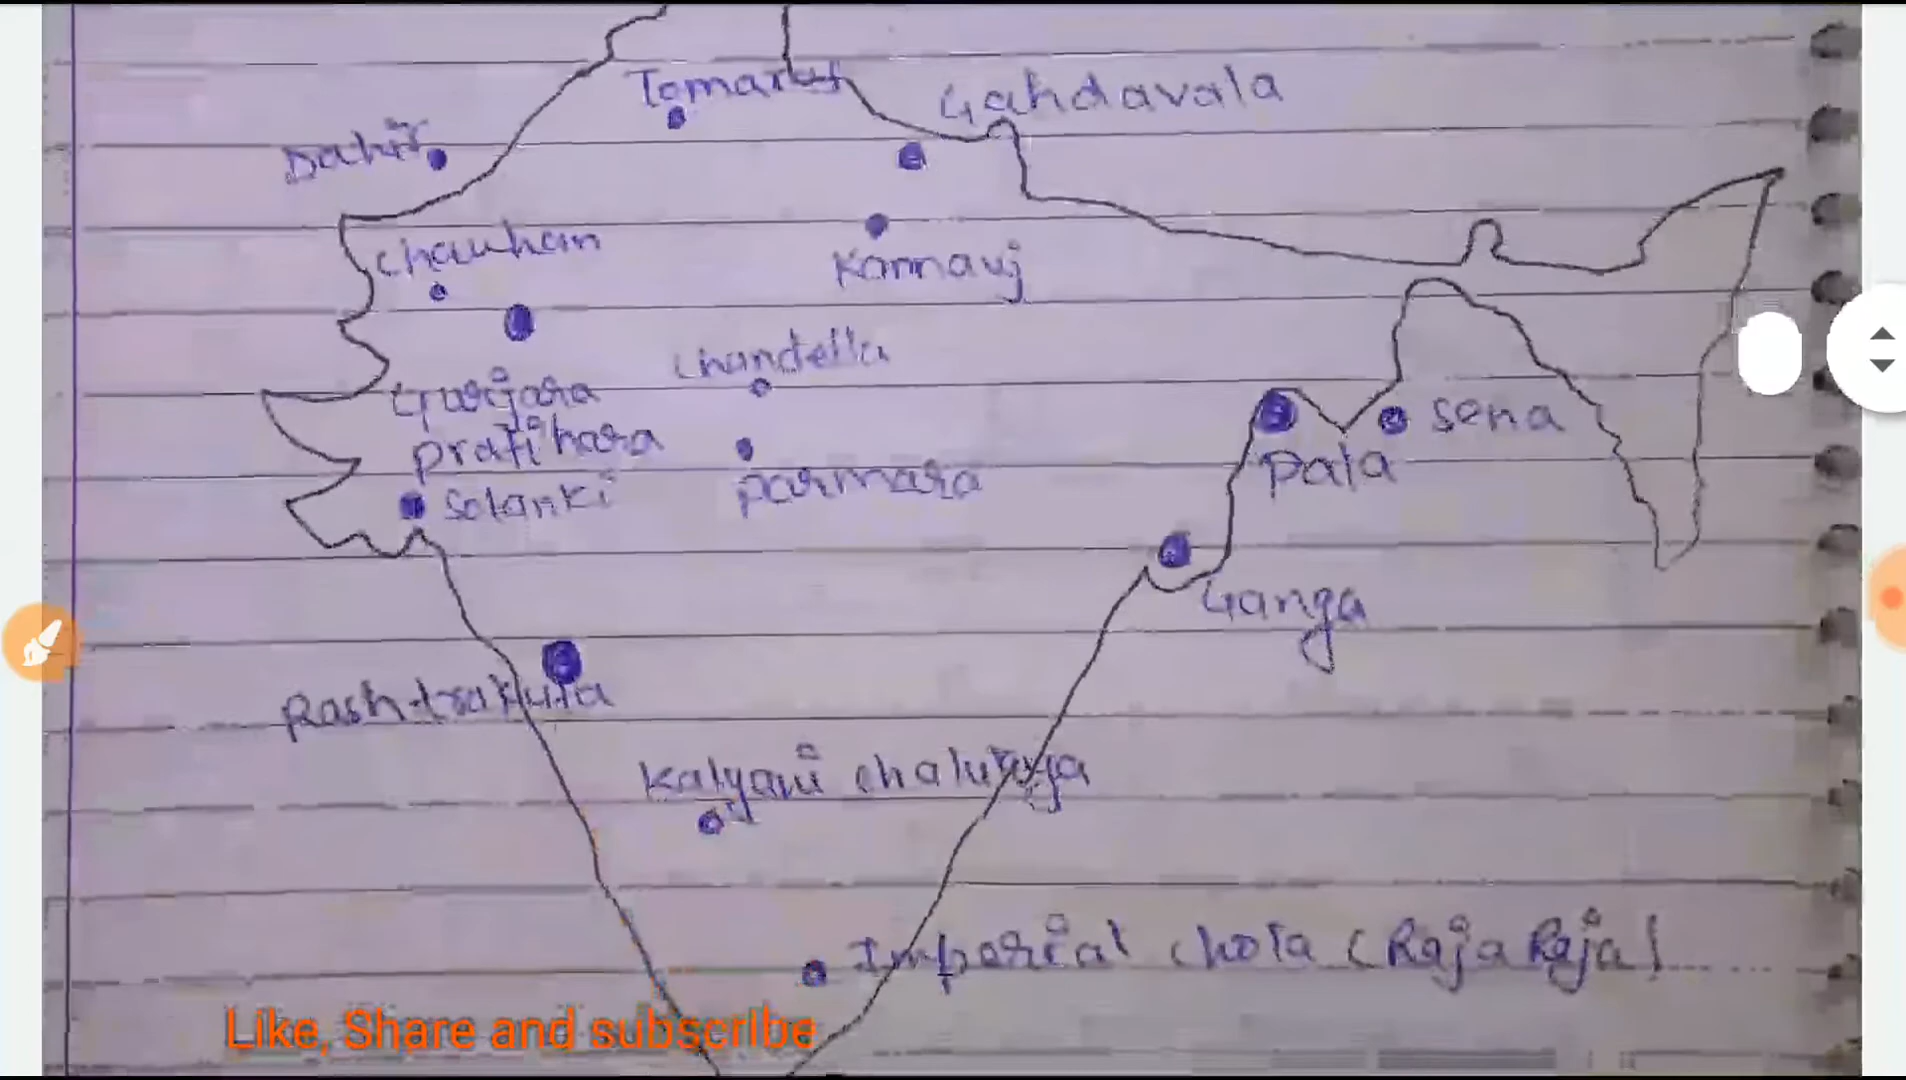 Tomaras
Gahdavala
Dahir
Chauhan
Kannauj
Chandella
Gurjara
Pratihara
Sena
Pala
Solanki
Parmara
Ganga
Rashtrakuta
Kalyani chalukya
Imperial Chola (Raja Raja)
Like, Share and subscribe